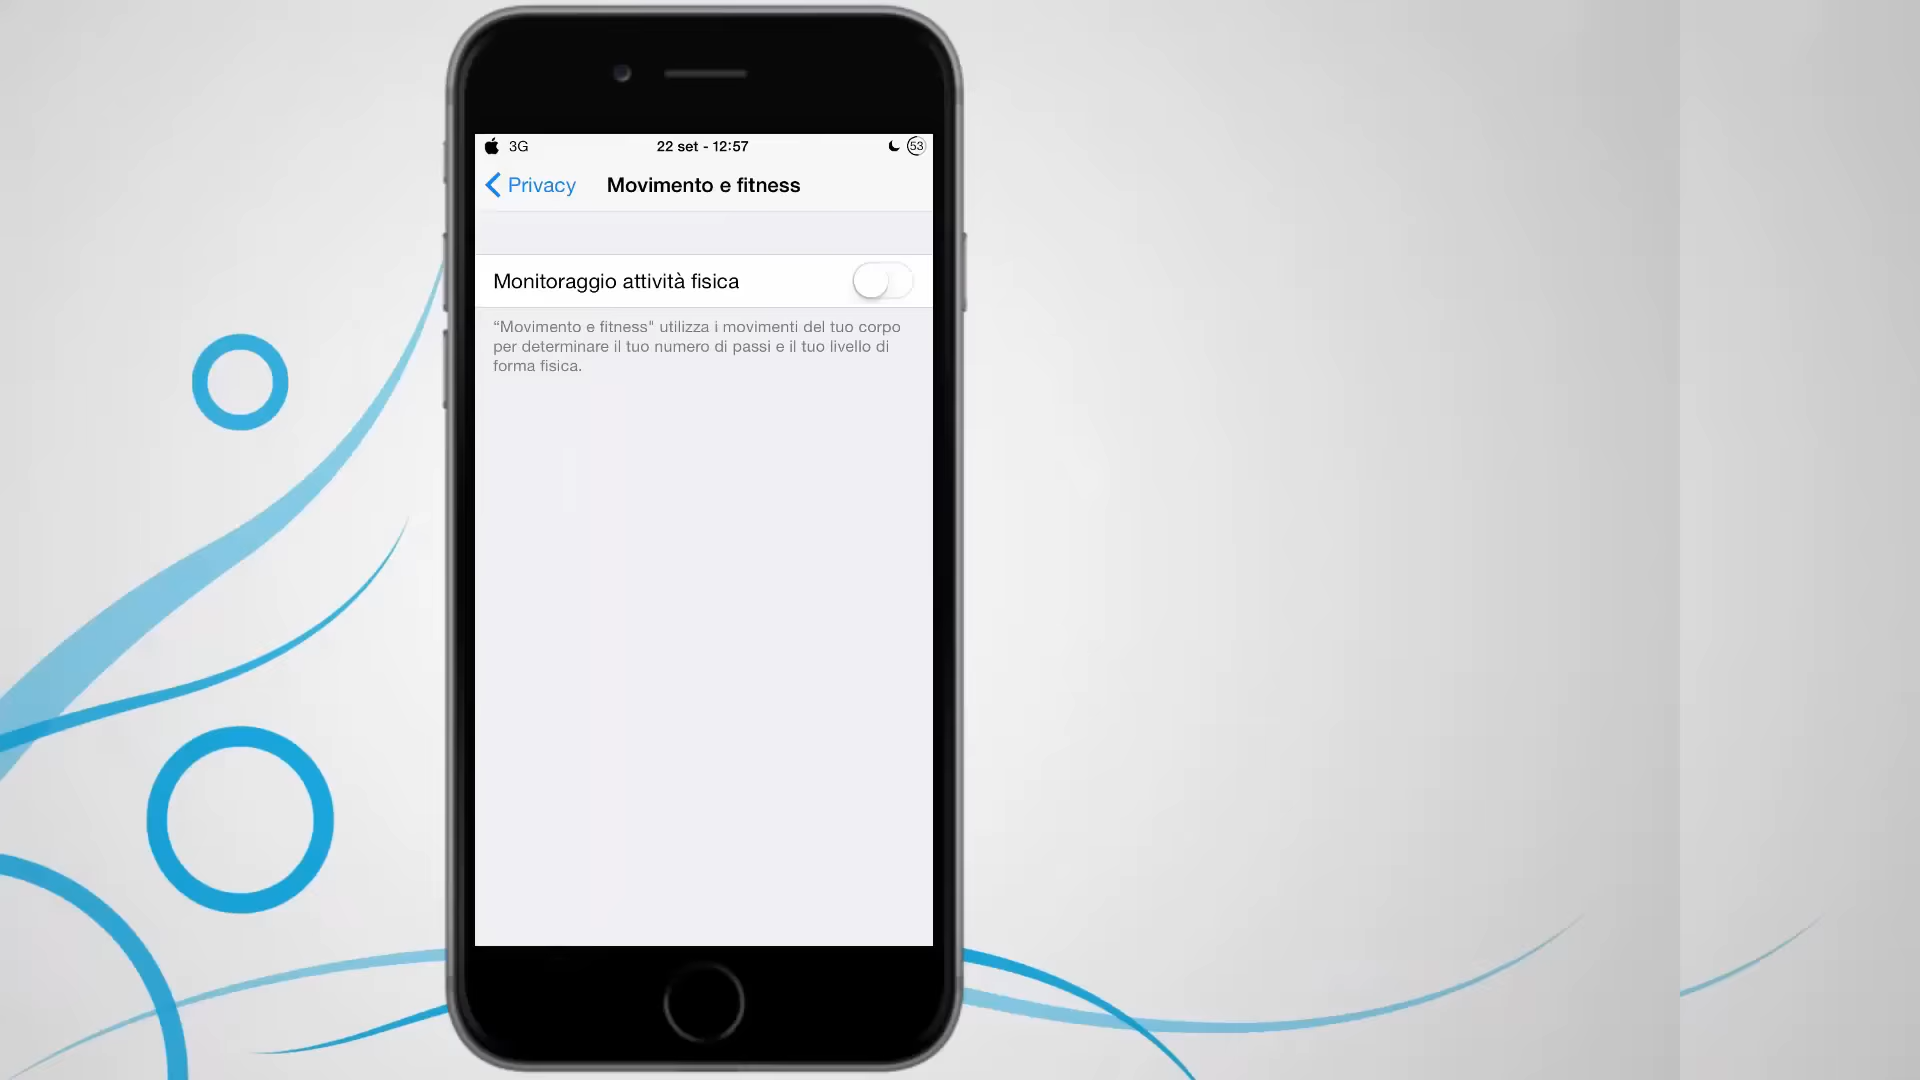 3G
22 set - 12:57
53
Privacy
Movimento e fitness
Monitoraggio attività fisica
“Movimento e fitness" utilizza i movimenti del tuo corpo
per determinare il tuo numero di passi e il tuo livello di
forma fisica.